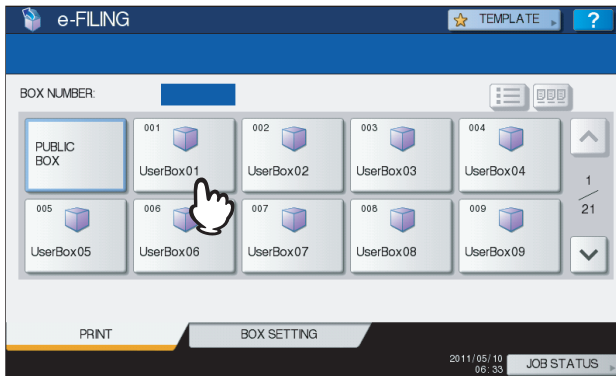 e-FILING
TEMPLATE
?
BOX NUMBER:
PUBLIC
BOX
001
UserBox01
002
UserBox02
003
UserBox03
004
UserBox04
1
21
005
UserBox05
006
UserBox06
007
UserBox07
008
UserBox08
009
UserBox09
PRINT
BOX SETTING
2011/05/10
06:33
JOB STATUS